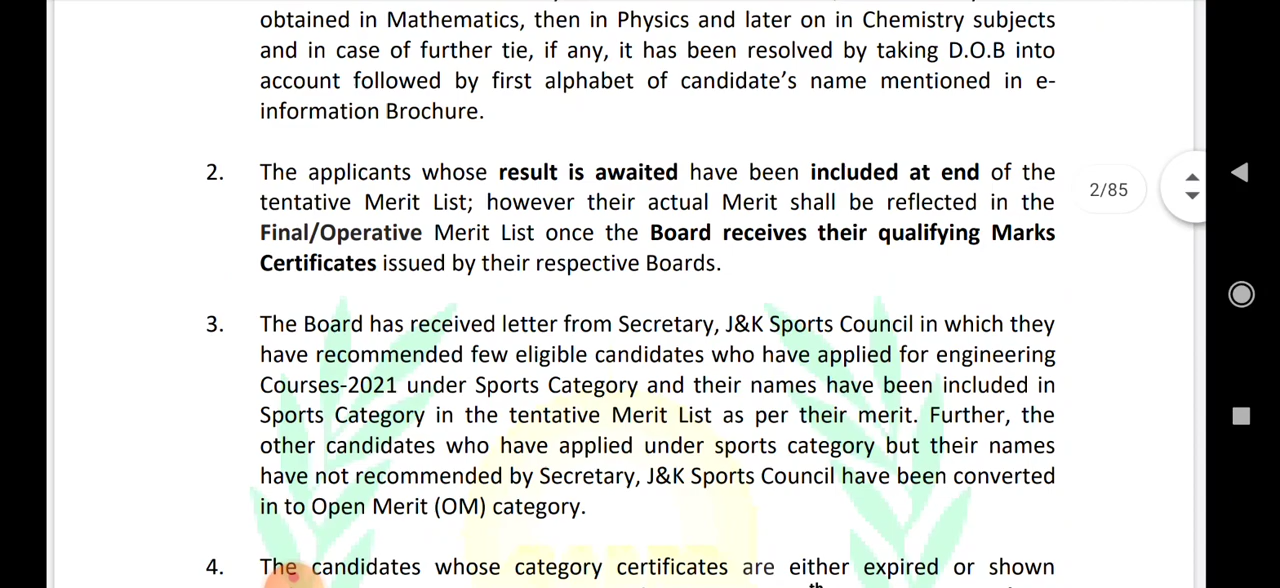 obtained in Mathematics, then in Physics and later on in Chemistry subjects
and in case of further tie, if any, it has been resolved by taking D.O.B into
account followed by first alphabet of candidate's name mentioned in e-
information Brochure.
2. The applicants whose result is awaited have been included at end of the
tentative Merit List; however their actual Merit shall be reflected in the
Final/Operative Merit List once the Board receives their qualifying Marks
Certificates issued by their respective Boards.
2/85
3. The Board has received letter from Secretary, J&K Sports Council in which they
have recommended few eligible candidates who have applied for engineering
Courses-2021 under Sports Category and their names have been included in
Sports Category in the tentative Merit List as per their merit. Further, the
other candidates who have applied under sports category but their names
have not recommended by Secretary, J&K Sports Council have been converted
in to Open Merit (OM) category.
4. The candidates whose category certificates are either expired or shown
th